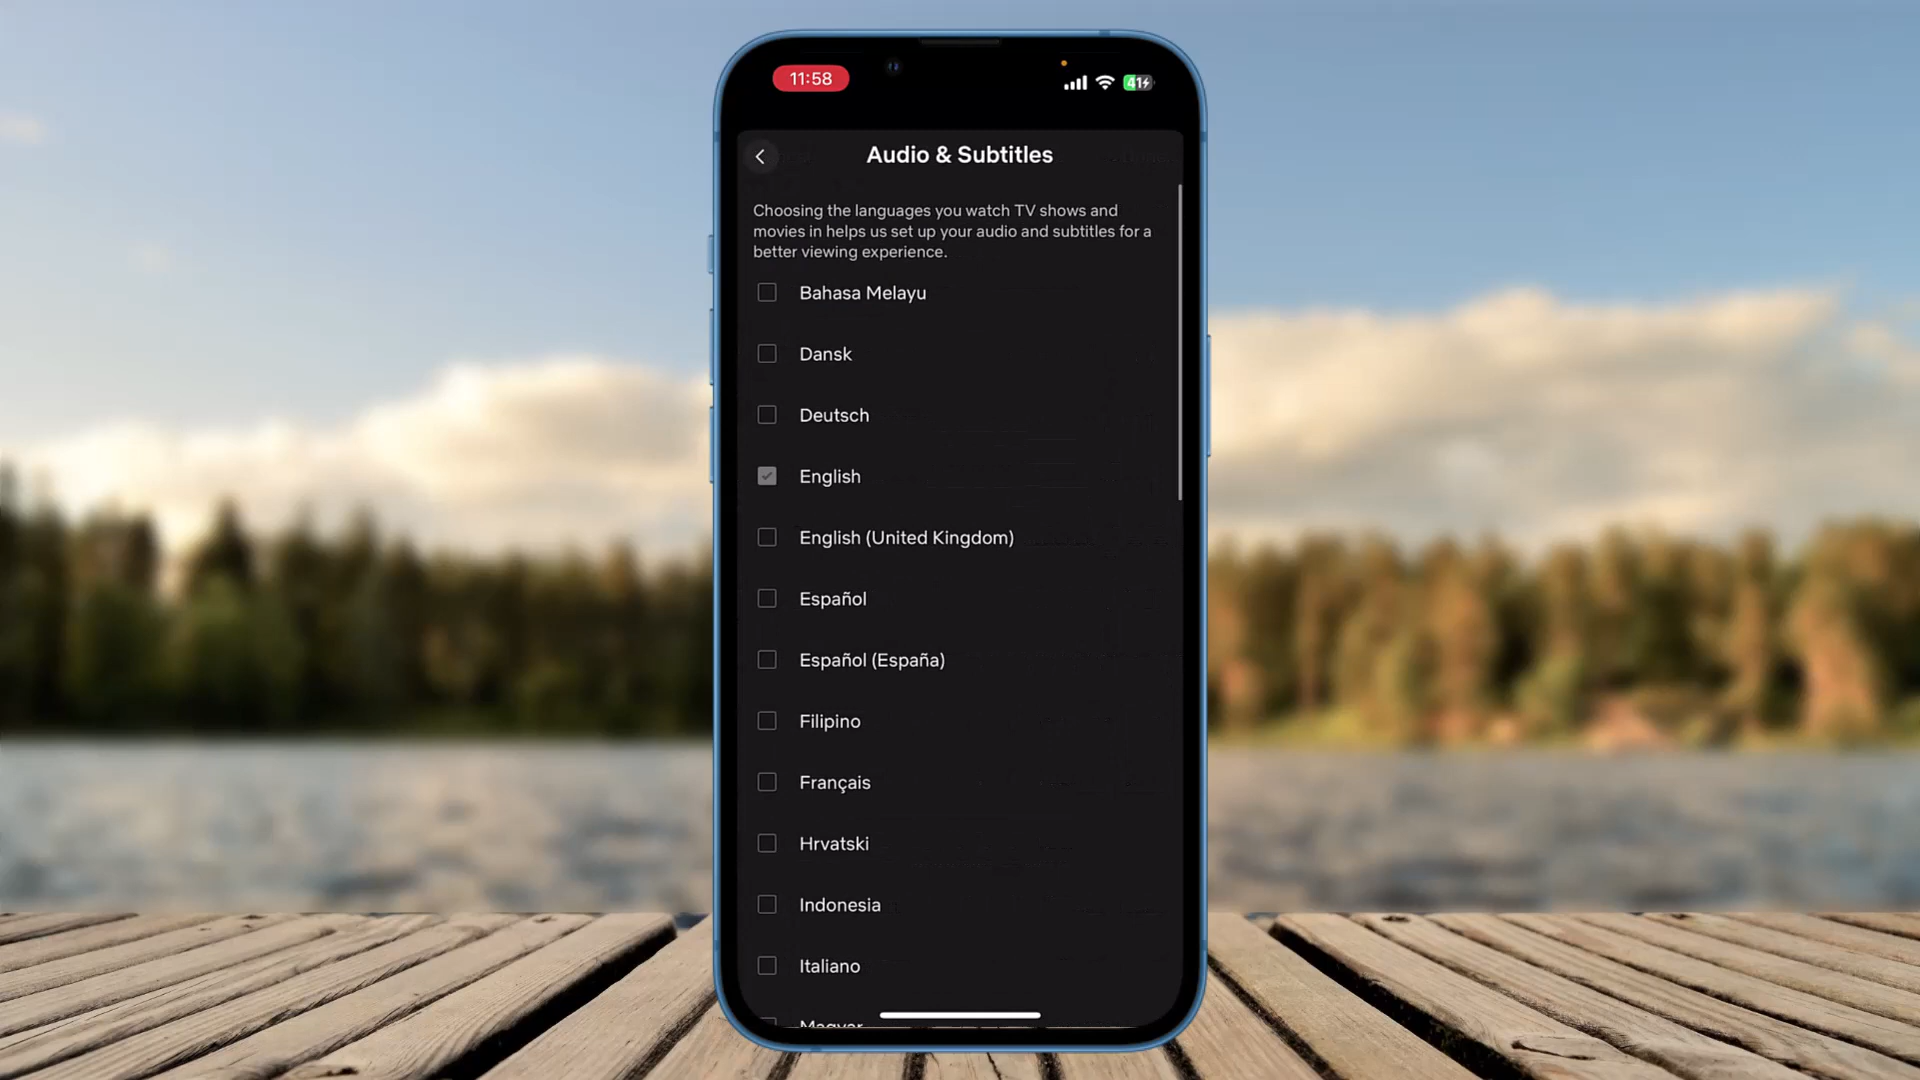 11:58
41
Audio & Subtitles
Choosing the languages you watch TV shows and
movies in helps us set up your audio and subtitles for a
better viewing experience.
Bahasa Melayu
Dansk
Deutsch
English
English (United Kingdom)
Español
Español (España)
Filipino
Français
Hrvatski
Indonesia
Italiano
Magyar